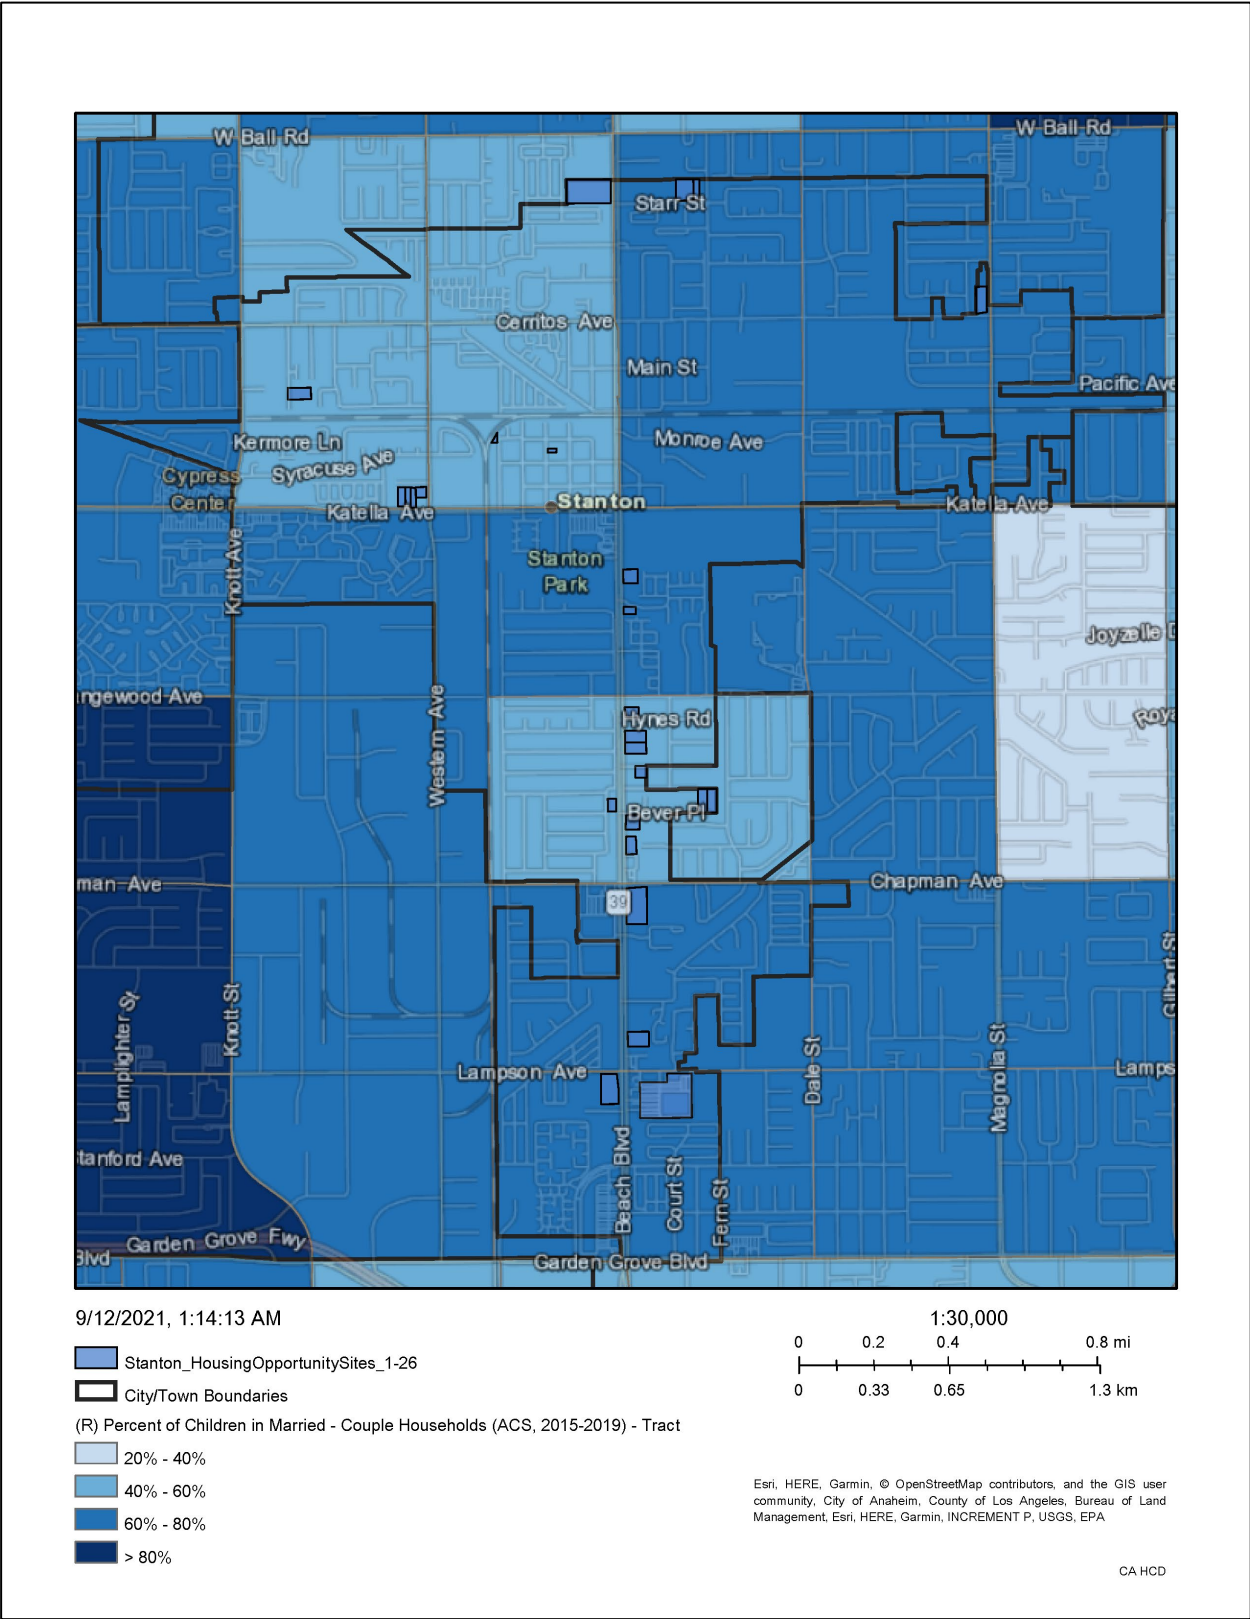 W Ball Rd
W Ball Rd
Starr St
Cerritos Ave
Main St
Pacific Ave
Kermore Ln
Monroe Ave
Syracuse Ave
Cypress
Center
Katella Ave
Stanton
Katella Ave
Knott Ave
Stanton
Park
Joyzelle D
ngewood Ave
Western Ave
Hynes Rd
Roya
Bever Pl
man Ave
Chapman Ave
39
Gilbert St
Lamplighter St
Knott St
Lampson Ave
Dale St
Magnolia St
Lamps
tanford Ave
Beach Blvd
Court St
Fern St
Garden Grove Fwy
Blvd
Garden Grove Blvd
9/12/2021, 1:14:13 AM
1:30,000
0 0.2 0.4 0.8 mi
0 0.33 0.65 1.3 km
Stanton_HousingOpportunitySites_1-26
City/Town Boundaries
(R) Percent of Children in Married - Couple Households (ACS, 2015-2019) - Tract
20% - 40%
40% - 60%
60% - 80%
> 80%
Esri, HERE, Garmin, © OpenStreetMap contributors, and the GIS user
community, City of Anaheim, County of Los Angeles, Bureau of Land
Management, Esri, HERE, Garmin, INCREMENT P, USGS, EPA
CA HCD